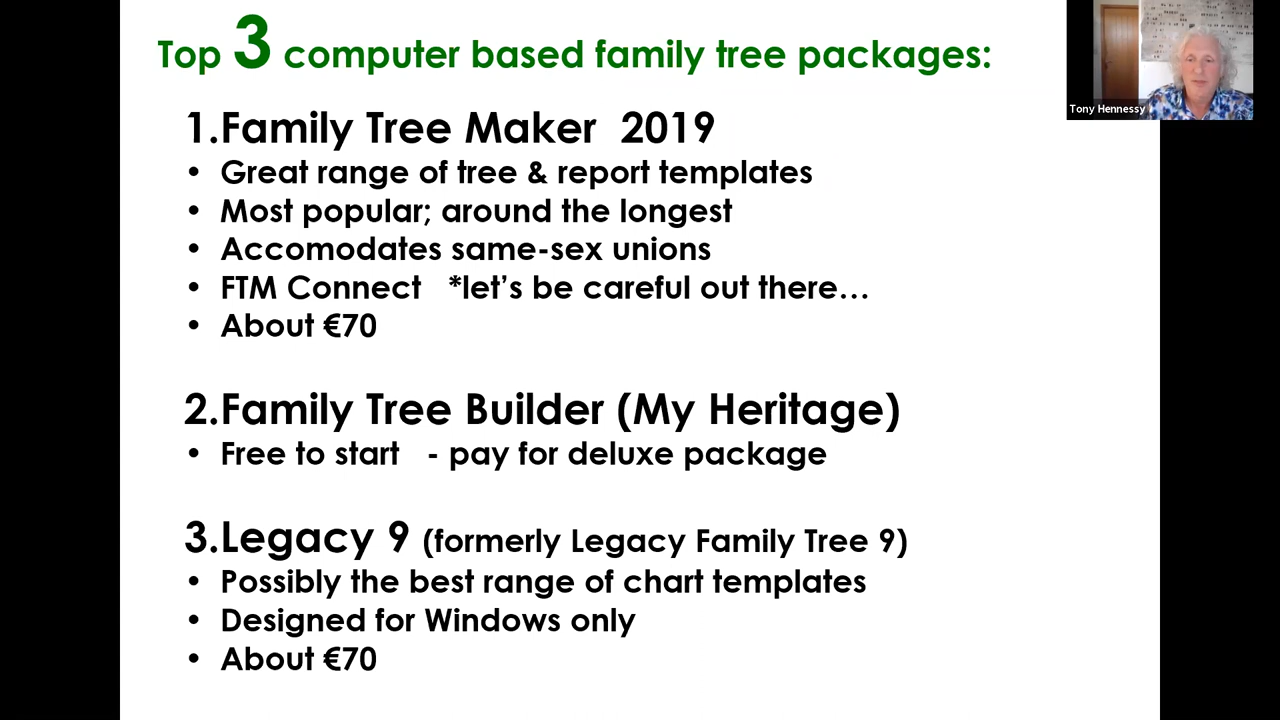 Top 3 computer based family tree packages:
Tony Hennessy
1.Family Tree Maker 2019
• Great range of tree & report templates
• Most popular; around the longest
• Accomodates same-sex unions
• FTM Connect *let’s be careful out there…
• About €70
2.Family Tree Builder (My Heritage)
• Free to start - pay for deluxe package
3.Legacy 9 (formerly Legacy Family Tree 9)
• Possibly the best range of chart templates
• Designed for Windows only
• About €70